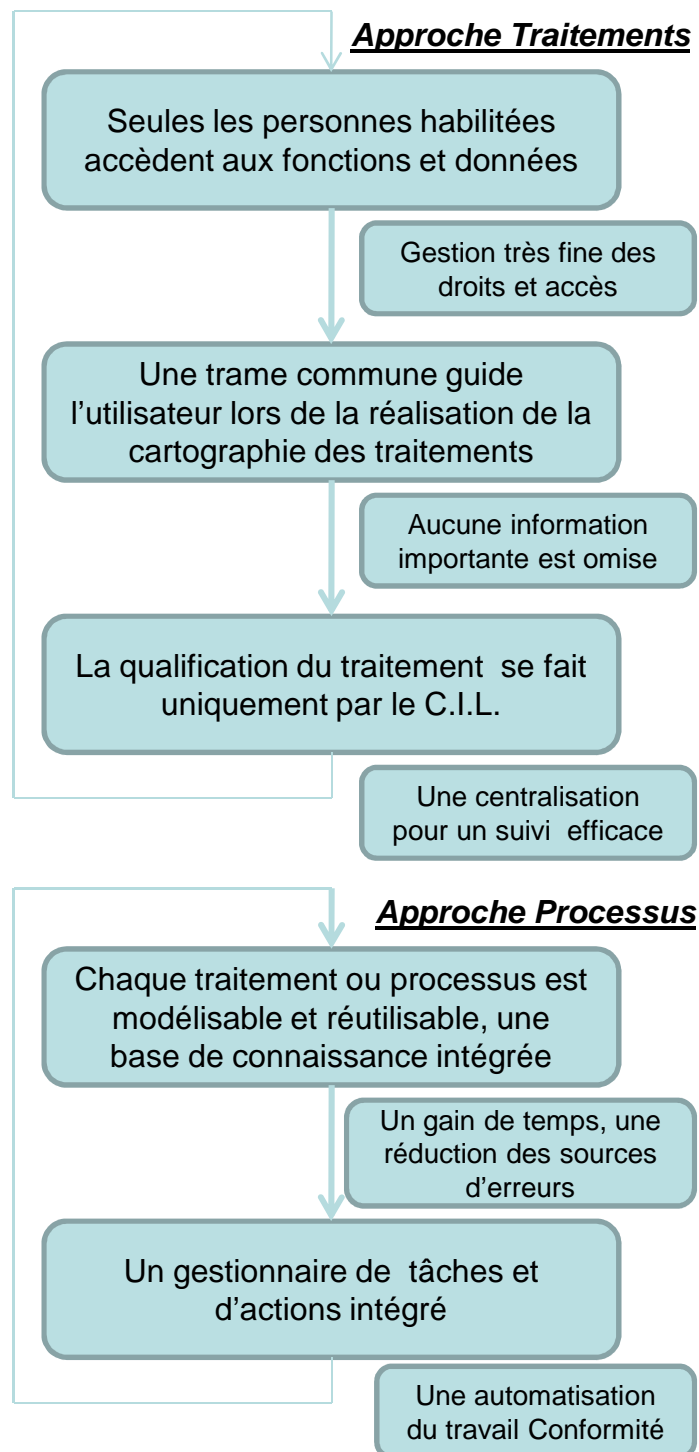 Approche Traitements
Seules les personnes habilitées
accèdent aux fonctions et données
Gestion très fine des
droits et accès
Une trame commune guide
l’utilisateur lors de la réalisation de la
cartographie des traitements
Aucune information
importante est omise
La qualification du traitement se fait
uniquement par le C.I.L.
Une centralisation
pour un suivi efficace
Approche Processus
Chaque traitement ou processus est
modélisable et réutilisable, une
base de connaissance intégrée
Un gain de temps, une
réduction des sources
d’erreurs
Un gestionnaire de tâches et
d’actions intégré
Une automatisation
du travail Conformité